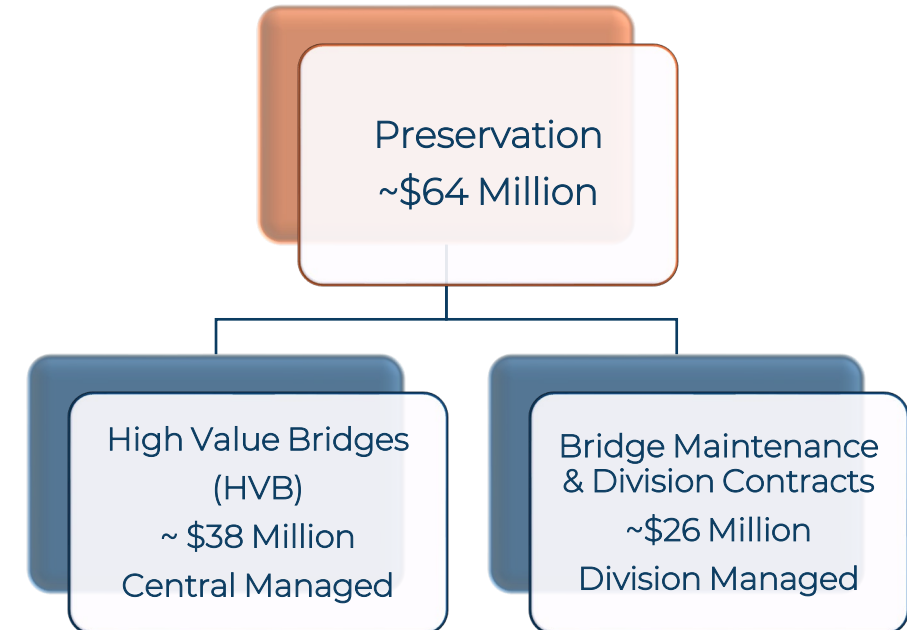 Preservation
~$64 Million
High Value Bridges
(HVB)
~ $38 Million
Central Managed
Bridge Maintenance
& Division Contracts
~$26 Million
Division Managed